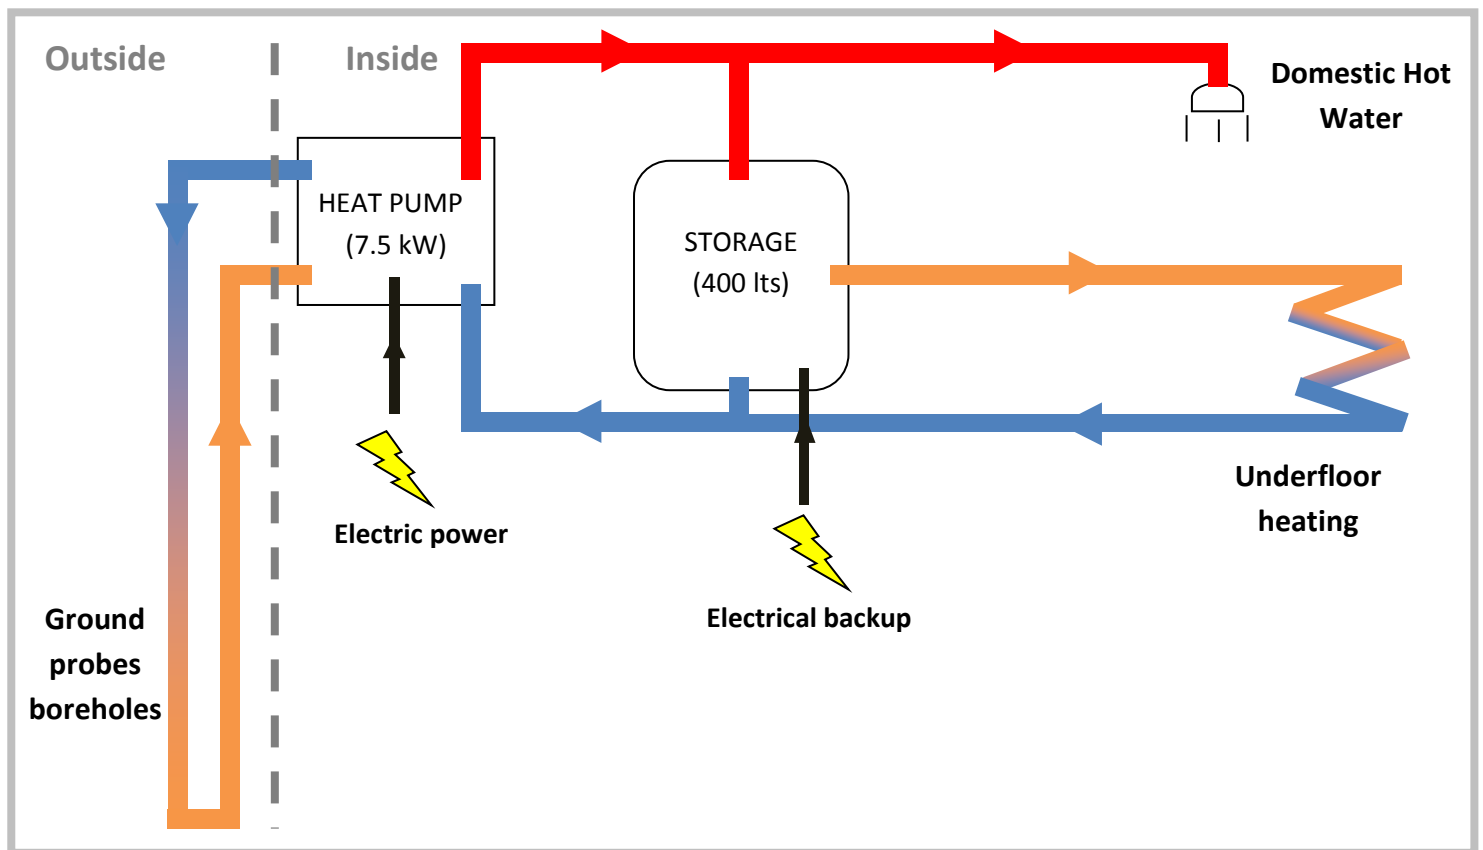 Outside
Inside
Domestic Hot
Water
HEAT PUMP
(7.5 kW)
STORAGE
(400 lts)
Underfloor
heating
Electric power
Electrical backup
Ground
probes
boreholes